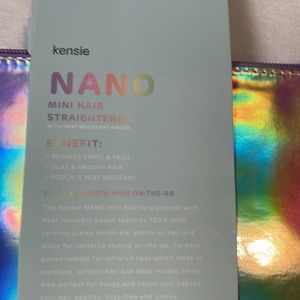 kensie
NANO
MINI HAIR
STRAIGHTENER
WITH HEAT RESISTANT POUCH
BENEFIT:
• REDUCES STATIC & FRIZZ
• SILKY & SMOOTH HAIR
• POUCH IS HEAT RESISTANT
SMOOTH HAIR ON-THE-GO
The Kensie NANO mini hair straightener with
heat resistant pouch features 100% solid
ceramic plates which are gentle on hair and
allow for versatile styling on-the-go. Ceramic
plates radiate far-infrared heat which locks in
moisture, softens hair and adds instant shine.
Also perfect for bangs and touch-ups. Leaves
your hair healthy, frizz-free and glossy